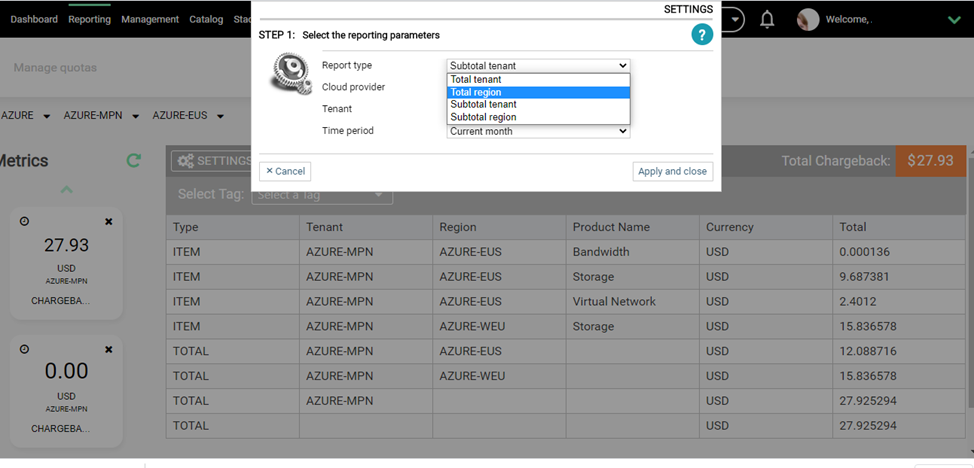 Dashboard Reporting Management Catalog Welcome,.
SETTINGS
STEP 1: Select the reporting parameters ?
Report type Subtotal tenant
Total tenant
Cloud provider Total region
Subtotal tenant
Tenant Subtotal region
Time period Current month
× Cancel Apply and close
Manage quotas
AZURE AZURE-MPN AZURE-EUS
Metrics
SETTINGS Total Chargeback: $27.93
Select Tag: Select a Tag
27.93
USD
AZURE-MPN
CHARGEBA...
0.00
USD
AZURE-MPN
CHARGEBA...
Type Tenant Region Product Name Currency Total
ITEM AZURE-MPN AZURE-EUS Bandwidth USD 0.000136
ITEM AZURE-MPN AZURE-EUS Storage USD 9.687381
ITEM AZURE-MPN AZURE-EUS Virtual Network USD 2.4012
ITEM AZURE-MPN AZURE-WEU Storage USD 15.836578
TOTAL AZURE-MPN AZURE-EUS USD 12.088716
TOTAL AZURE-MPN AZURE-WEU USD 15.836578
TOTAL AZURE-MPN USD 27.925294
TOTAL USD 27.925294